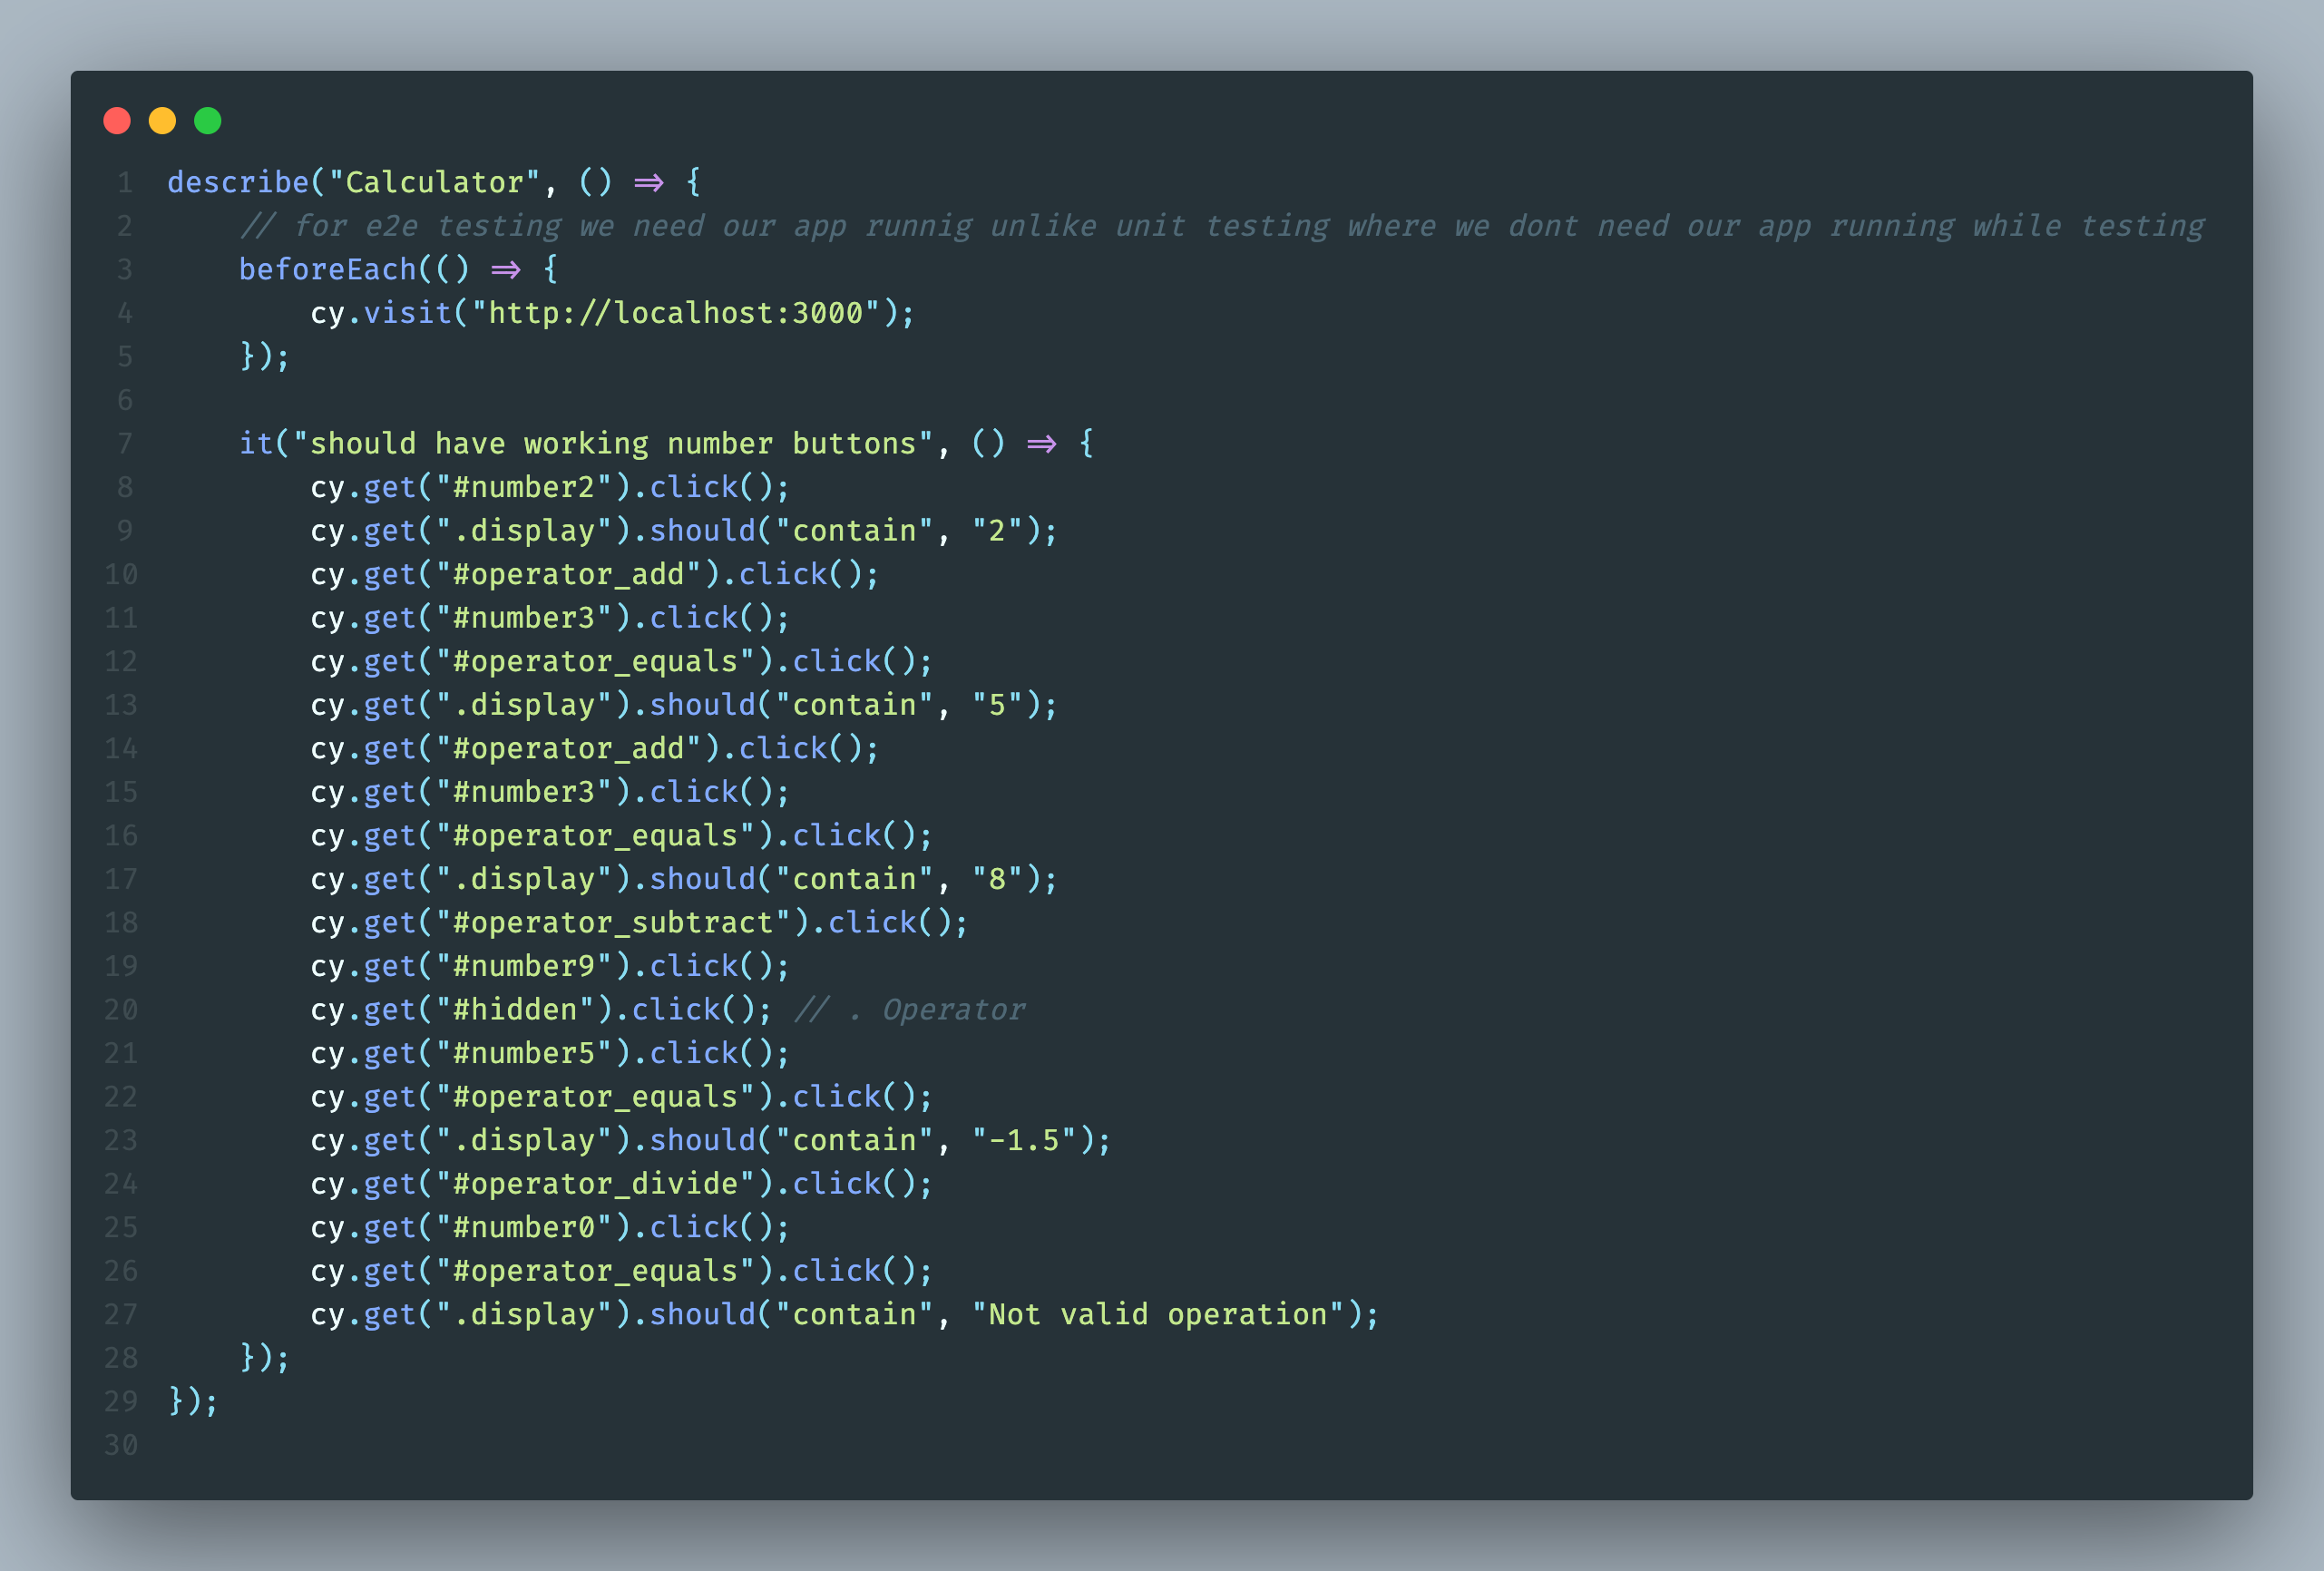 1 describe("Calculator", () => {
2 // for e2e testing we need our app runnig unlike unit testing where we dont need our app running while testing
3 beforeEach(() => {
4 cy.visit("http://localhost:3000");
5 });
6
7 it("should have working number buttons", () => {
8 cy.get("#number2").click();
9 cy.get(".display").should("contain", "2");
10 cy.get("#operator_add").click();
11 cy.get("#number3").click();
12 cy.get("#operator_equals").click();
13 cy.get(".display").should("contain", "5");
14 cy.get("#operator_add").click();
15 cy.get("#number3").click();
16 cy.get("#operator_equals").click();
17 cy.get(".display").should("contain", "8");
18 cy.get("#operator_subtract").click();
19 cy.get("#number9").click();
20 cy.get("#hidden").click(); // . Operator
21 cy.get("#number5").click();
22 cy.get("#operator_equals").click();
23 cy.get(".display").should("contain", "-1.5");
24 cy.get("#operator_divide").click();
25 cy.get("#number0").click();
26 cy.get("#operator_equals").click();
27 cy.get(".display").should("contain", "Not valid operation");
28 });
29 });
30